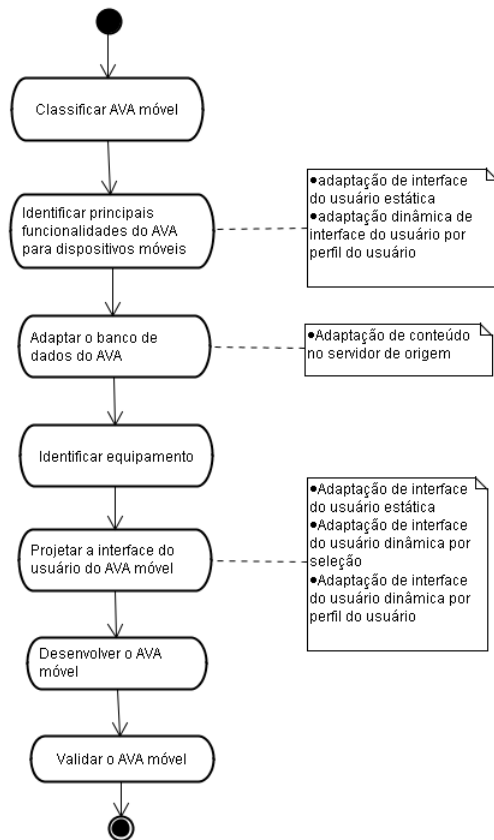 Classificar AVA móvel
Identificar principais
funcionalidades do AVA
para dispositivos móveis
●adaptação de interface
do usuário estática
●adaptação dinâmica de
interface do usuário por
perfil do usuário
Adaptar o banco de
dados do AVA
●Adaptação de conteúdo
no servidor de origem
Identificar equipamento
Projetar a interface do
usuário do AVA móvel
●Adaptação de interface
do usuário estática
●Adaptação de interface
do usuário dinâmica por
seleção
●Adaptação de interface
do usuário dinâmica por
perfil do usuário
Desenvolver o AVA
móvel
Validar o AVA móvel